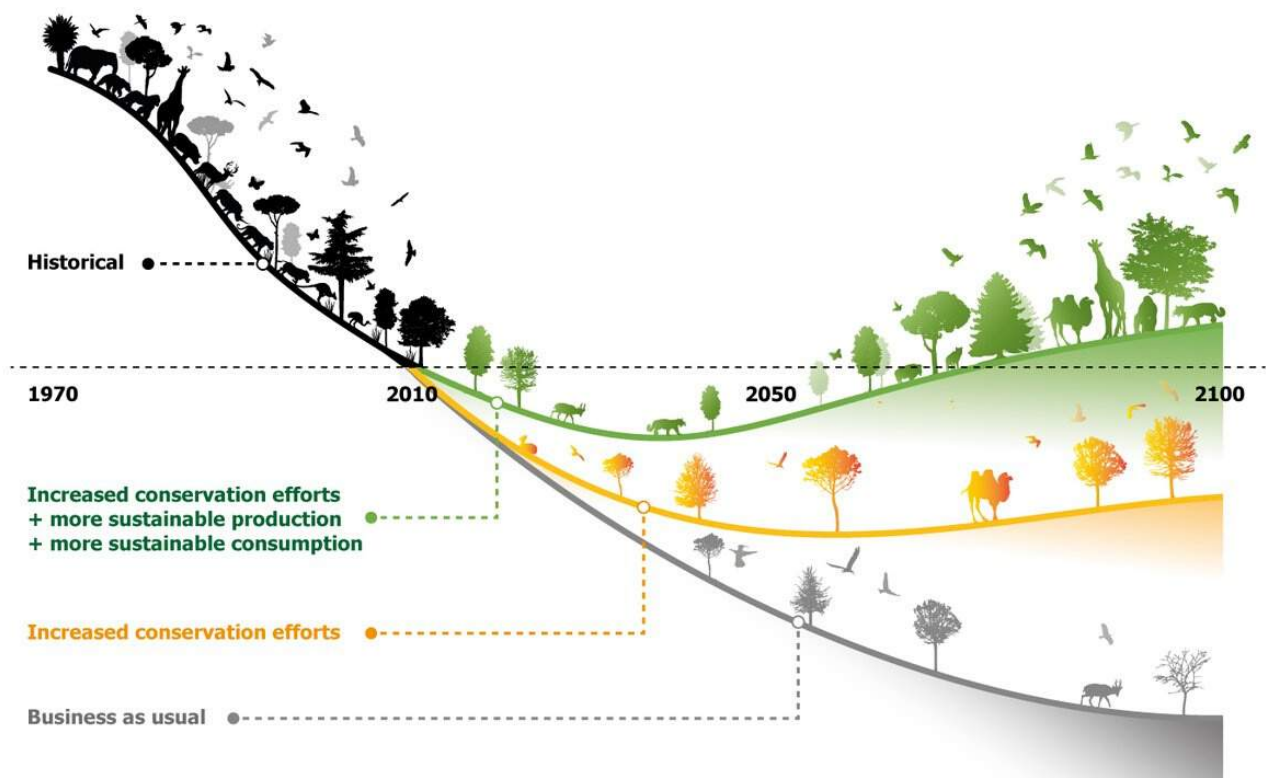 Historical
1970
2010
2050
2100
Increased conservation efforts
+ more sustainable production
+ more sustainable consumption
Increased conservation efforts
Business as usual